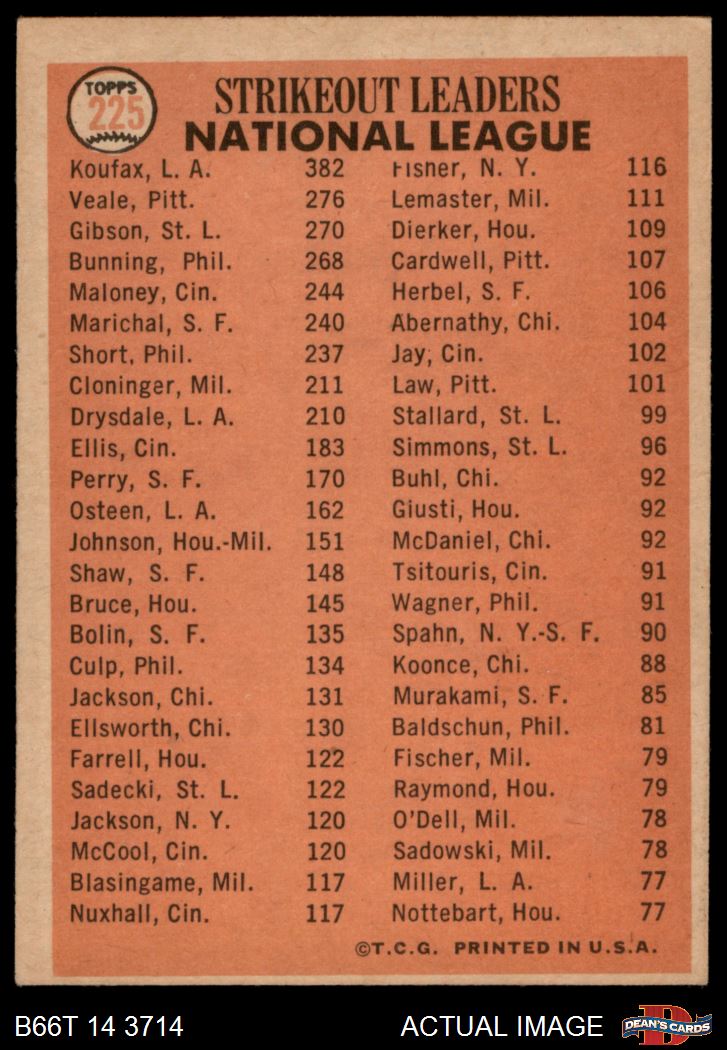 TOPPS
225
STRIKEOUT LEADERS
NATIONAL LEAGUE
Koufax, L. A. 382
Veale, Pitt. 276
Gibson, St. L. 270
Bunning, Phil. 268
Maloney, Cin. 244
Marichal, S. F. 240
Short, Phil. 237
Cloninger, Mil. 211
Drysdale, L. A. 210
Ellis, Cin. 183
Perry, S. F. 170
Osteen, L. A. 162
Johnson, Hou.-Mil. 151
Shaw, S. F. 148
Bruce, Hou. 145
Bolin, S. F. 135
Culp, Phil. 134
Jackson, Chi. 131
Ellsworth, Chi. 130
Farrell, Hou. 122
Sadecki, St. L. 122
Jackson, N. Y. 120
McCool, Cin. 120
Blasingame, Mil. 117
Nuxhall, Cin. 117
Fisher, N. Y. 116
Lemaster, Mil. 111
Dierker, Hou. 109
Cardwell, Pitt. 107
Herbel, S. F. 106
Abernathy, Chi. 104
Jay, Cin. 102
Law, Pitt. 101
Stallard, St. L. 99
Simmons, St. L. 96
Buhl, Chi. 92
Giusti, Hou. 92
McDaniel, Chi. 92
Tsitouris, Cin. 91
Wagner, Phil. 91
Spahn, N. Y.-S. F. 90
Koonce, Chi. 88
Murakami, S. F. 85
Baldschun, Phil. 81
Fischer, Mil. 79
Raymond, Hou. 79
O'Dell, Mil. 78
Sadowski, Mil. 78
Miller, L. A. 77
Nottebart, Hou. 77
©T.C.G. PRINTED IN U.S.A.
B66T 14 3714
ACTUAL IMAGE
D
DEAN'S CARDS